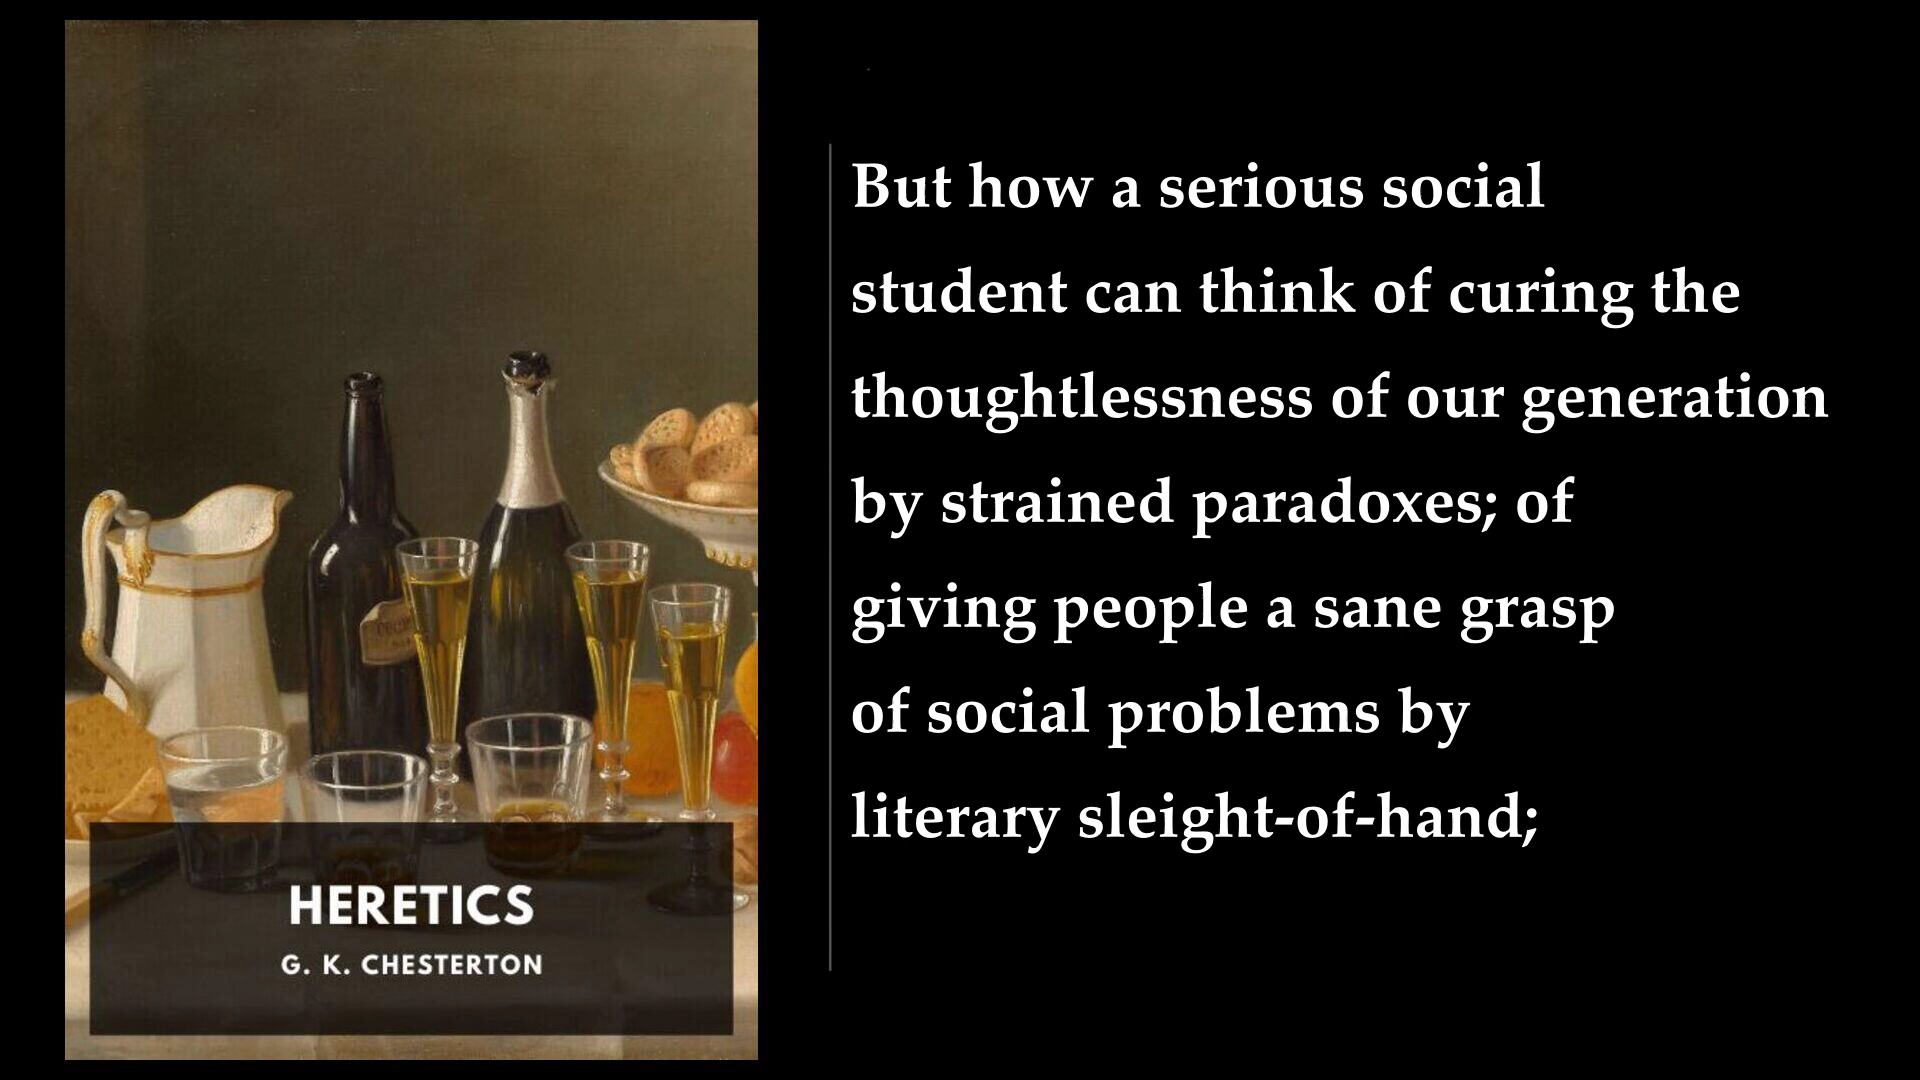 HERETICS
G. K. CHESTERTON
But how a serious social
student can think of curing the
thoughtlessness of our generation
by strained paradoxes; of
giving people a sane grasp
of social problems by
literary sleight-of-hand;